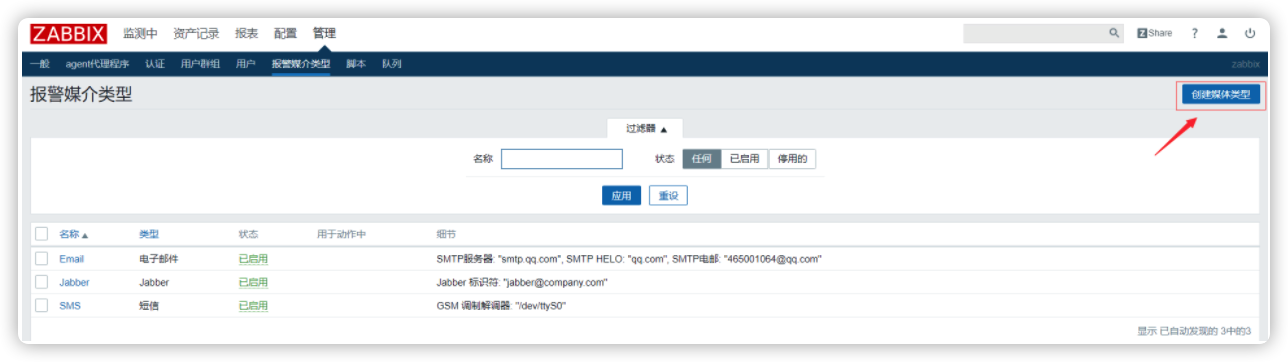 ZABBIX 监测中 资产记录 报表 配置 管理 Share ?
一般 agent代理程序 认证 用户群组 用户 报警媒介类型 脚本 队列 zabbix
报警媒介类型 创建媒体类型
过滤器 ▲
名称 状态 任何 已启用 停用的
应用 重设
名称▲ 类型 状态 用于动作中 细节
Email 电子邮件 已启用 SMTP服务器: "smtp.qq.com", SMTP HELO: "qq.com", SMTP电邮: "465001064@qq.com"
Jabber Jabber 已启用 Jabber 标识符: "jabber@company.com"
SMS 短信 已启用 GSM 调制解调器: "/dev/ttyS0"
显示 已自动发现的 3中的3